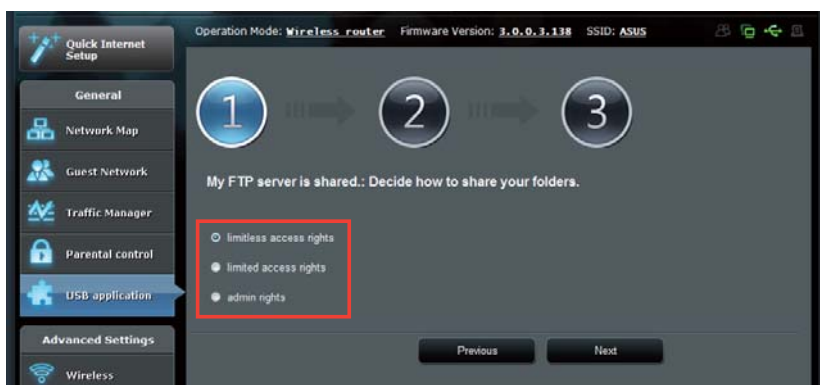 Operation Mode: Wireless router Firmware Version: 3.0.0.3.138 SSID: ASUS
Quick Internet
Setup
General
Network Map
Guest Network
Traffic Manager
Parental control
USB application
Advanced Settings
Wireless
1 2 3
My FTP server is shared.: Decide how to share your folders.
limitless access rights
limited access rights
admin rights
Previous Next